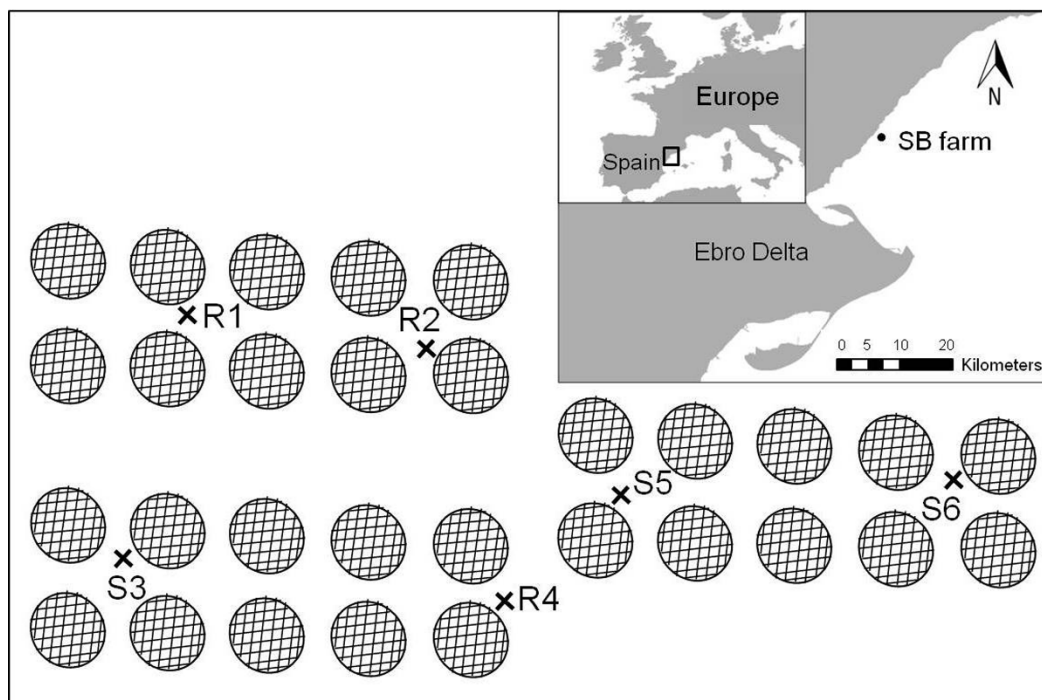 Europe
Spain
N
SB farm
Ebro Delta
0 5 10 20
Kilometers
R1
R2
S3
R4
S5
S6